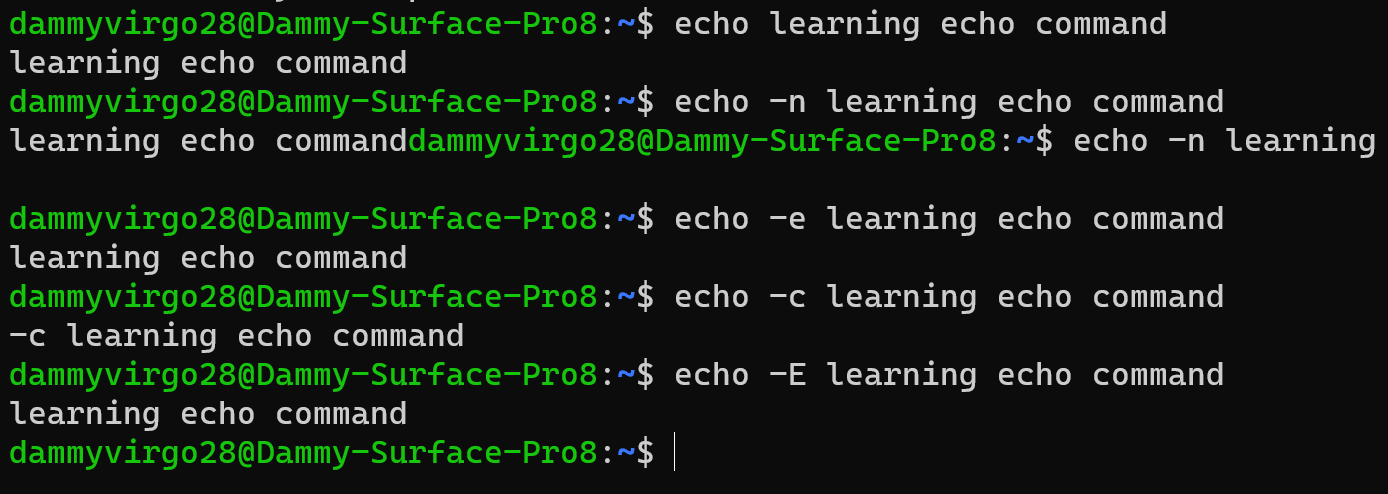 dammyvirgo28@Dammy-Surface-Pro8:~$ echo learning echo command
learning echo command
dammyvirgo28@Dammy-Surface-Pro8:~$ echo -n learning echo command
learning echo commanddammyvirgo28@Dammy-Surface-Pro8:~$ echo -n learning
dammyvirgo28@Dammy-Surface-Pro8:~$ echo -e learning echo command
learning echo command
dammyvirgo28@Dammy-Surface-Pro8:~$ echo -c learning echo command
-c learning echo command
dammyvirgo28@Dammy-Surface-Pro8:~$ echo -E learning echo command
learning echo command
dammyvirgo28@Dammy-Surface-Pro8:~$